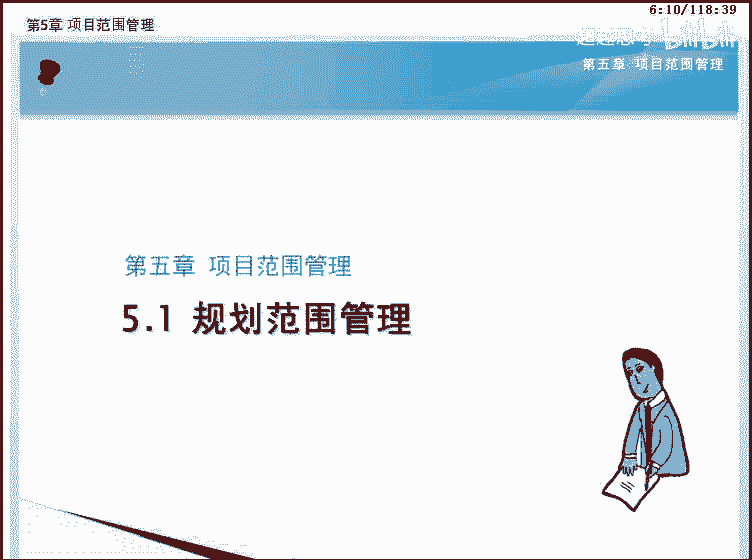 6:10/118:39
第5章 项目范围管理
bilibili
第五章 项目范围管理
第五章 项目范围管理
5.1 规划范围管理